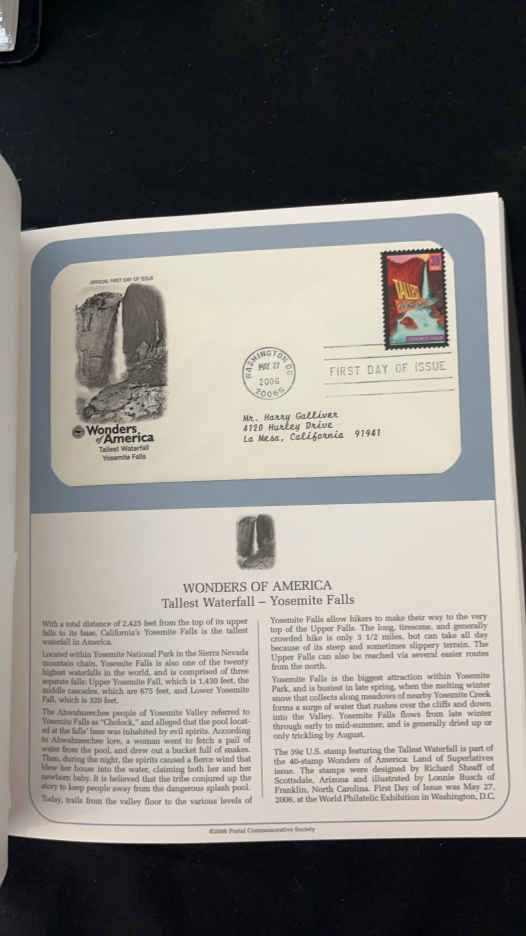 OFFICIAL FIRST DAY OF ISSUE
39
TALLEST
WASHINGTON DC
MAY 27
2006
20066
FIRST DAY OF ISSUE
Mr. Harry Galliver
4120 Hurley Drive
La Mesa, California 91941
Wonders
of America
Tallest Waterfall
Yosemite Falls
WONDERS OF AMERICA
Tallest Waterfall – Yosemite Falls
With a total distance of 2,425 feet from the top of its upper
falls to its base, California's Yosemite Falls is the tallest
waterfall in America.
Located within Yosemite National Park in the Sierra Nevada
mountain chain, Yosemite Falls is also one of the twenty
highest waterfalls in the world, and is comprised of three
separate falls: Upper Yosemite Fall, which is 1,430 feet, the
middle cascades, which are 675 feet, and Lower Yosemite
Fall, which is 320 feet.
The Ahwahneechee people of Yosemite Valley referred to
Yosemite Falls as "Cholock," and alleged that the pool locat-
ed at the falls' base was inhabited by evil spirits. According
to Ahwahneechee lore, a woman went to fetch a pail of
water from the pool, and drew out a bucket full of snakes.
Then, during the night, the spirits caused a fierce wind that
blew her house into the water, claiming both her and her
newborn baby. It is believed that the tribe conjured up the
story to keep people away from the dangerous splash pool.
Today, trails from the valley floor to the various levels of
Yosemite Falls allow hikers to make their way to the very
top of the Upper Falls. The long, tiresome, and generally
crowded hike is only 3 1/2 miles, but can take all day
because of its steep and sometimes slippery terrain. The
Upper Falls can also be reached via several easier routes
from the north.
Yosemite Falls is the biggest attraction within Yosemite
Park, and is busiest in late spring, when the melting winter
snow that collects along meadows of nearby Yosemite Creek
forms a surge of water that rushes over the cliffs and down
into the Valley. Yosemite Falls flows from late winter
through early to mid-summer, and is generally dried up or
only trickling by August.
The 39¢ U.S. stamp featuring the Tallest Waterfall is part of
the 40-stamp Wonders of America: Land of Superlatives
issue. The stamps were designed by Richard Sheaff of
Scottsdale, Arizona and illustrated by Lonnie Busch of
Franklin, North Carolina. First Day of Issue was May 27,
2006, at the World Philatelic Exhibition in Washington, D.C.
©2006 Postal Commemorative Society